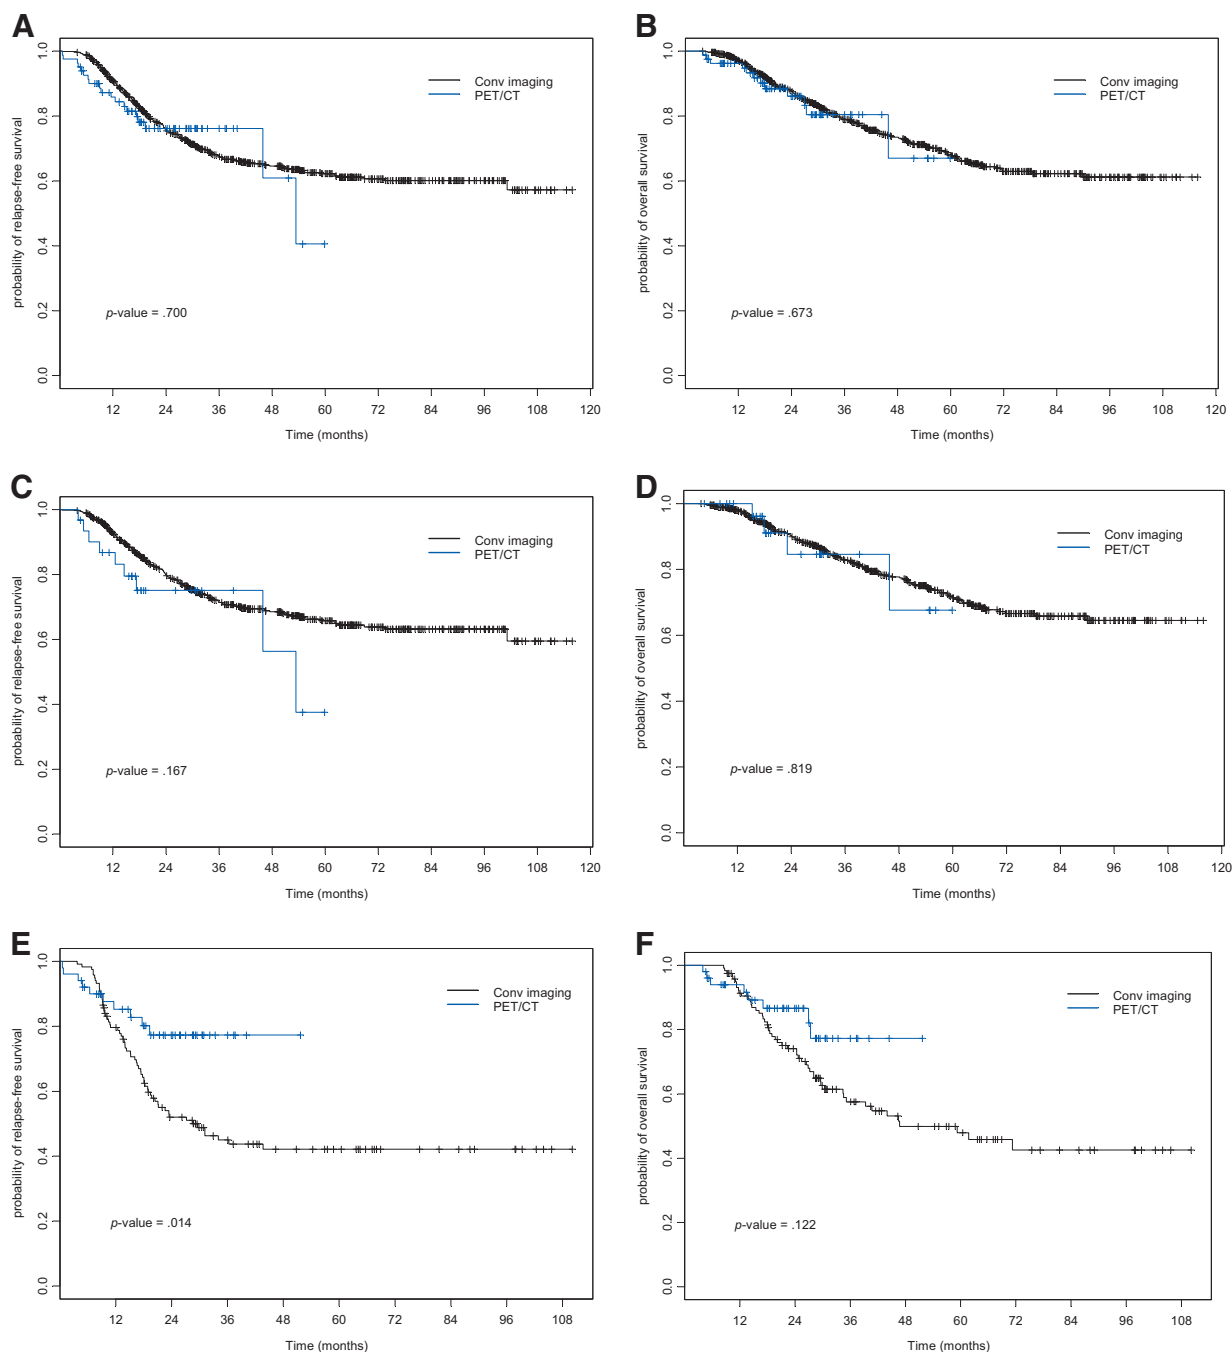 A
probability of relapse-free survival
1.0
0.8
0.6
0.4
0.2
0.0
Conv imaging
PET/CT
p-value = .700
12 24 36 48 60 72 84 96 108 120
Time (months)
B
probability of overall survival
1.0
0.8
0.6
0.4
0.2
0.0
Conv imaging
PET/CT
p-value = .673
12 24 36 48 60 72 84 96 108 120
Time (months)
C
probability of relapse-free survival
1.0
0.8
0.6
0.4
0.2
0.0
Conv imaging
PET/CT
p-value = .167
12 24 36 48 60 72 84 96 108 120
Time (months)
D
probability of overall survival
1.0
0.8
0.6
0.4
0.2
0.0
Conv imaging
PET/CT
p-value = .819
12 24 36 48 60 72 84 96 108 120
Time (months)
E
probability of relapse-free survival
1.0
0.8
0.6
0.4
0.2
0.0
Conv imaging
PET/CT
p-value = .014
12 24 36 48 60 72 84 96 108
Time (months)
F
probability of overall survival
1.0
0.8
0.6
0.4
0.2
0.0
Conv imaging
PET/CT
p-value = .122
12 24 36 48 60 72 84 96 108
Time (months)